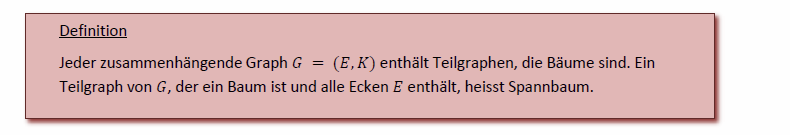 Definition
Jeder zusammenhängende Graph G = (E, K) enthält Teilgraphen, die Bäume sind. Ein
Teilgraph von G, der ein Baum ist und alle Ecken E enthält, heisst Spannbaum.